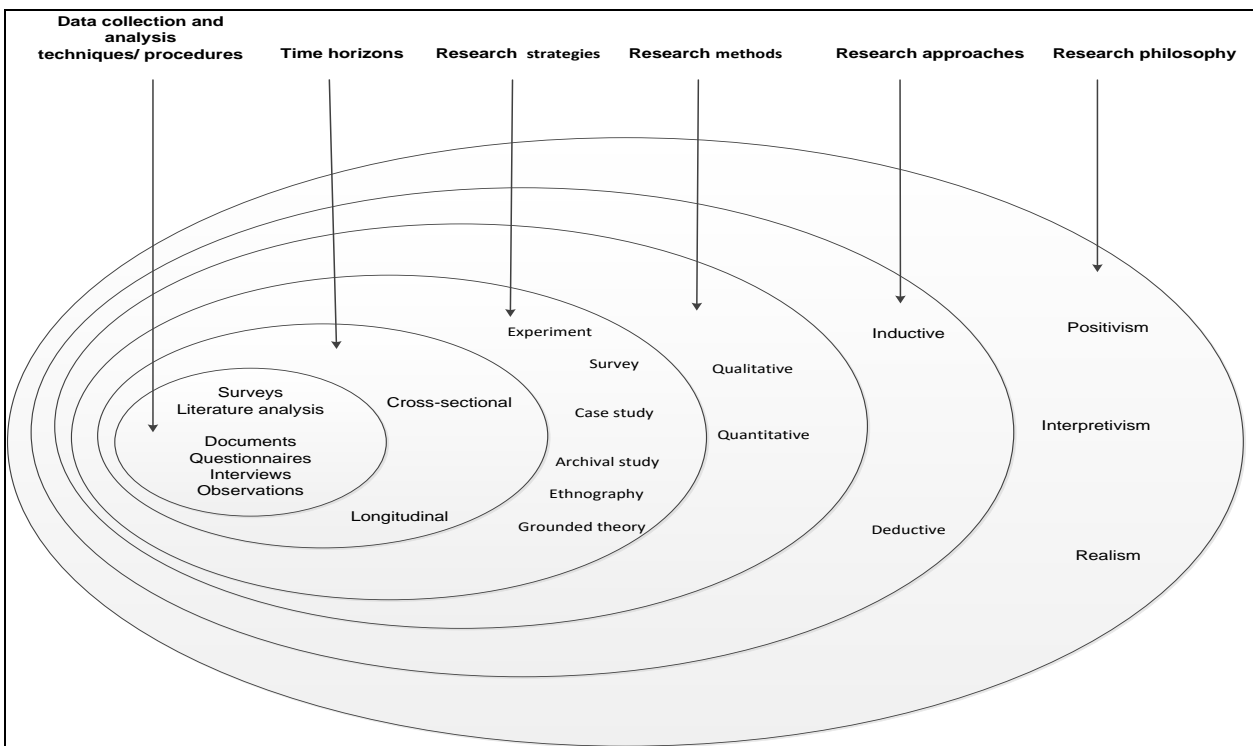 Data collection and
analysis
techniques/ procedures
Time horizons
Research strategies
Research methods
Research approaches
Research philosophy
Surveys
Literature analysis
Documents
Questionnaires
Interviews
Observations
Cross-sectional
Longitudinal
Experiment
Survey
Case study
Archival study
Ethnography
Grounded theory
Qualitative
Quantitative
Inductive
Deductive
Positivism
Interpretivism
Realism